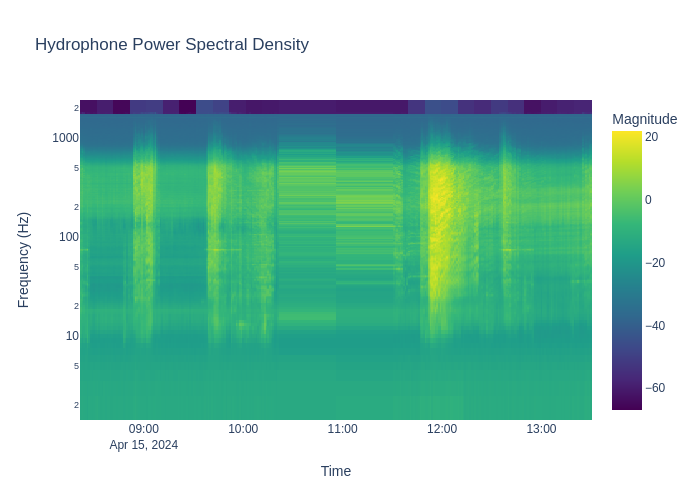 Hydrophone Power Spectral Density
Magnitude
20
0
−20
−40
−60
Frequency (Hz)
2
1000
5
2
100
5
2
10
5
2
09:00 10:00 11:00 12:00 13:00
Apr 15, 2024
Time